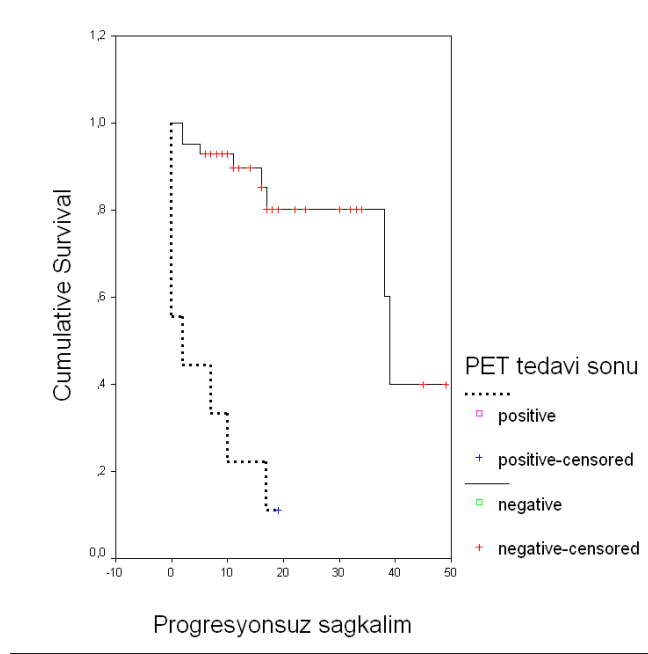 1,2
1,0
,8
,6
,4
,2
0,0
-10 0 10 20 30 40 50
Cumulative Survival
Progresyonsuz sagkalim
PET tedavi sonu
positive
positive-censored
negative
negative-censored